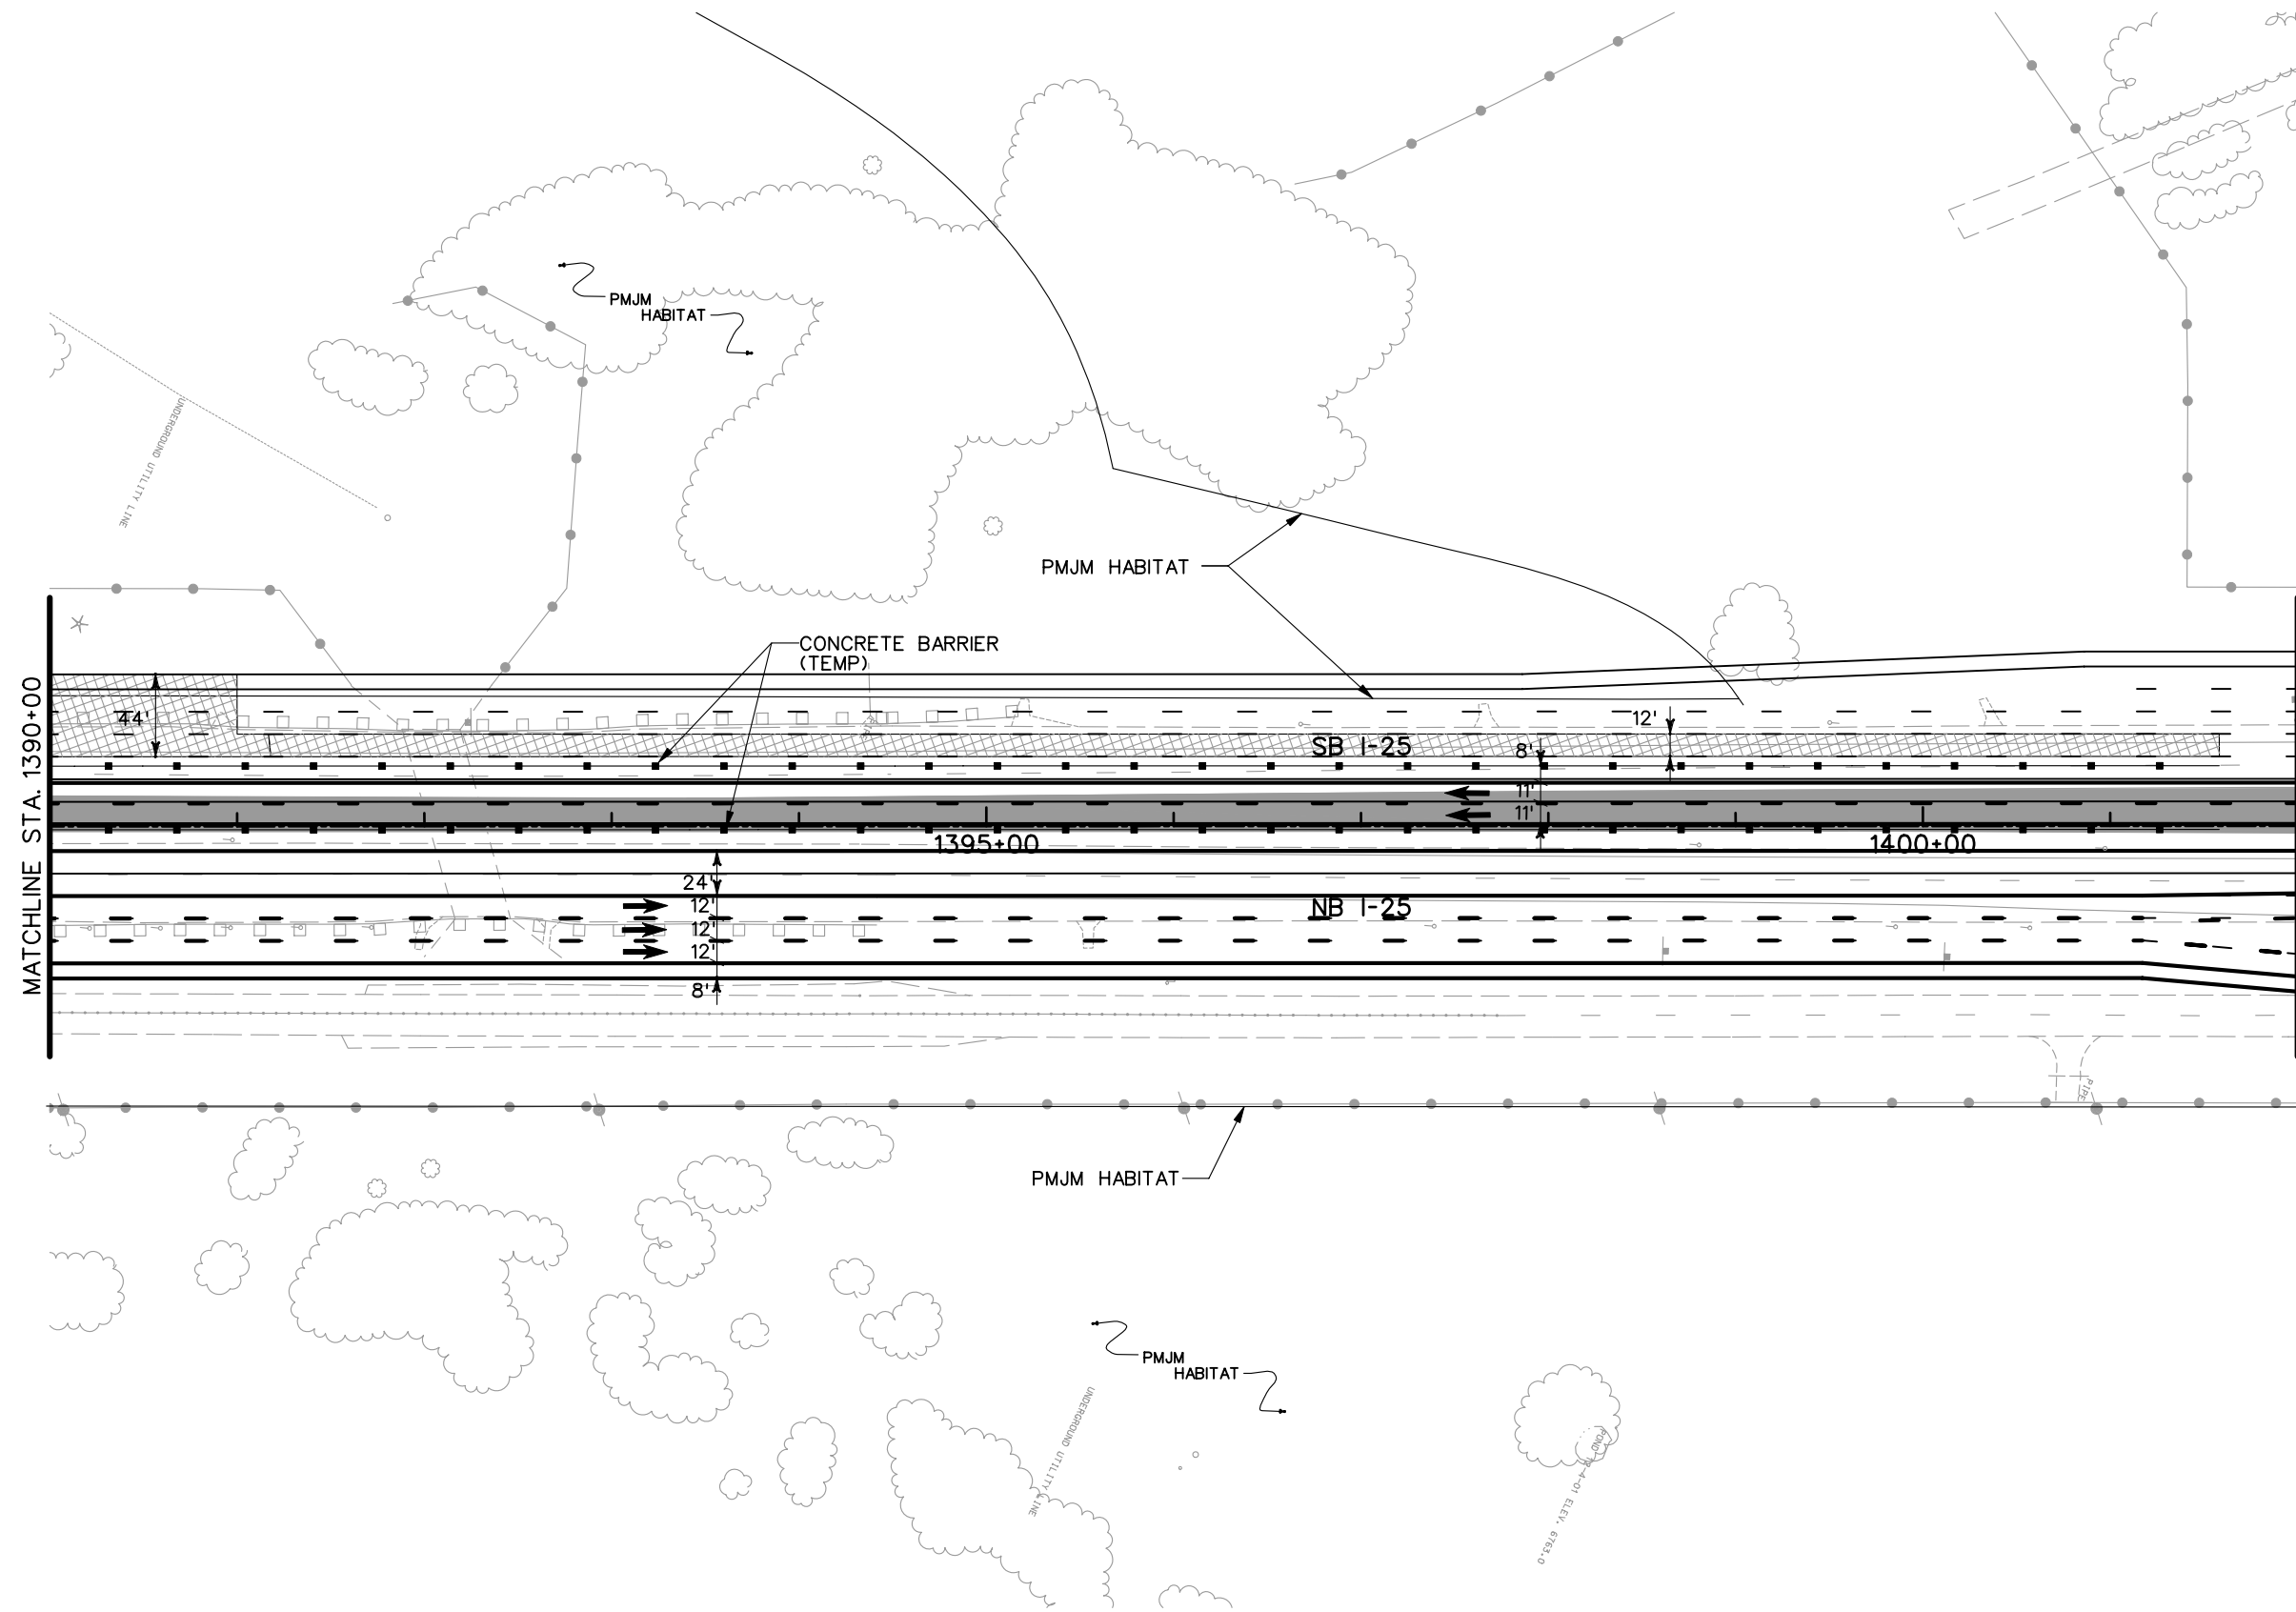 PMJM
HABITAT
UNDERGROUND UTILITY LINE
PMJM HABITAT
CONCRETE BARRIER
(TEMP)
MATCHLINE STA. 1390+00
44'
12'
SB I-25
8'
11'
11'
1395+00
1400+00
24'
12'
NB I-25
12'
12'
8'
PIPE
PMJM HABITAT
PMJM
HABITAT
UNDERGROUND UTILITY LINE